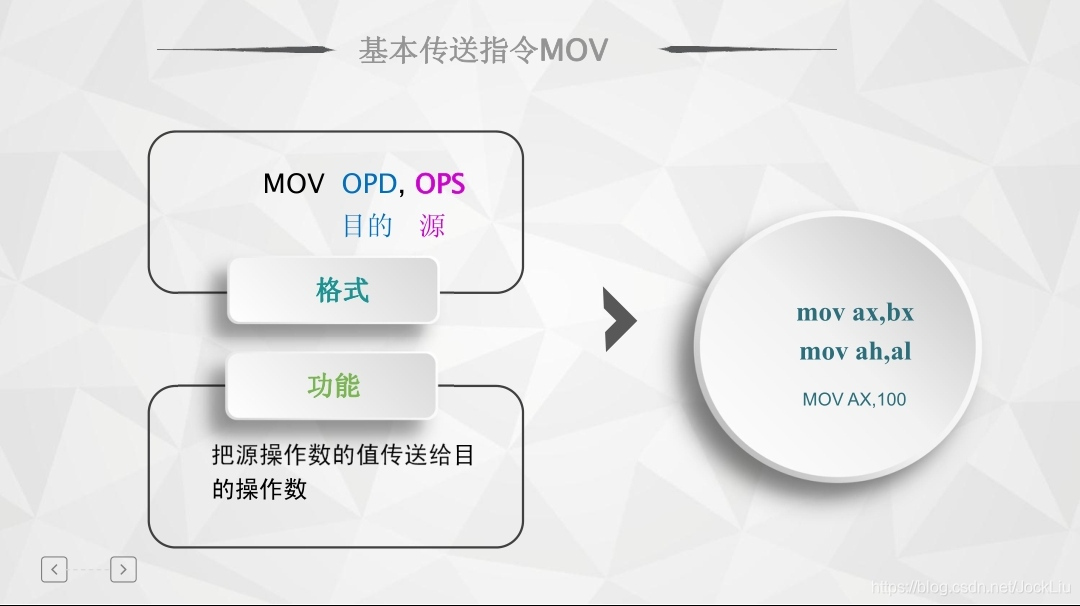 基本传送指令MOV
MOV OPD, OPS
目的 源
格式
功能
把源操作数的值传送给目
的操作数
mov ax,bx
mov ah,al
MOV AX,100
https://blog.csdn.net/JockLiu